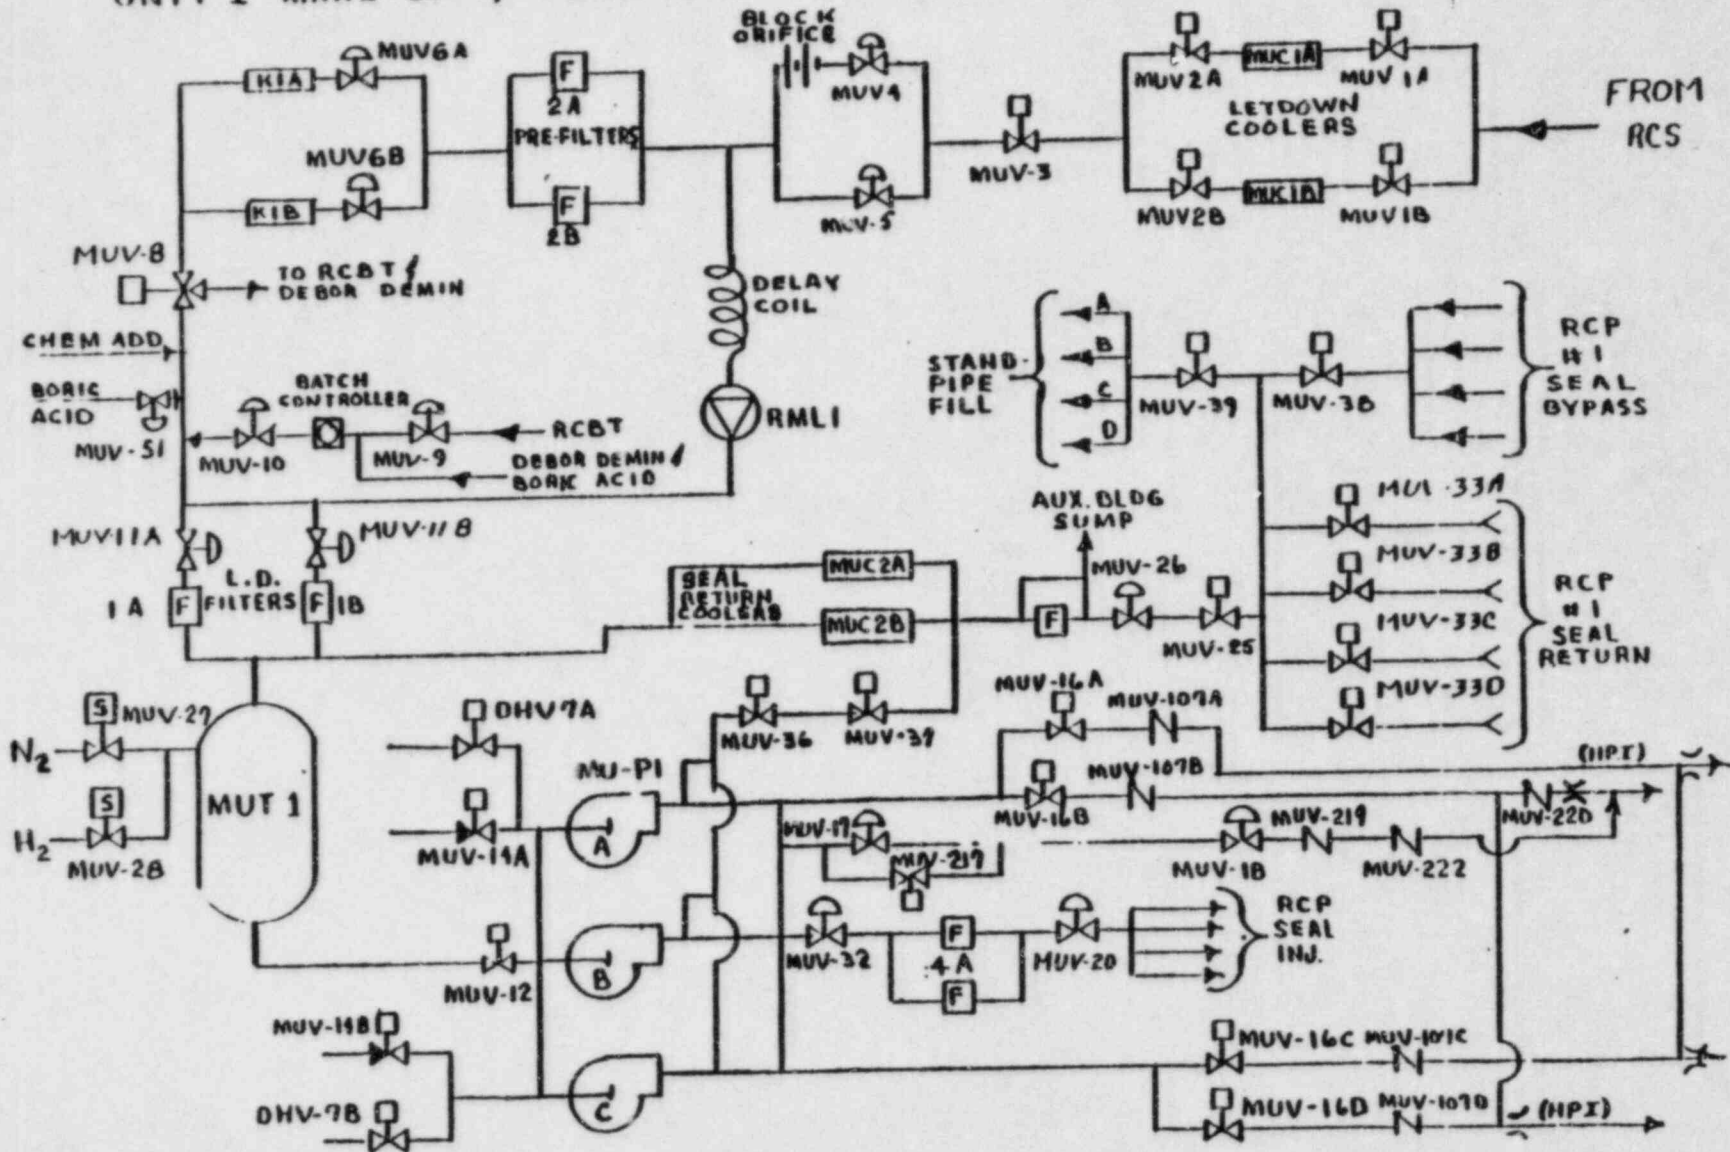 BLOCK
ORIFICE
MUV6A
K1A
F
2A
PRE-FILTERS
MUV4
MUV2A
MUC1A
MUV 1A
LETDOWN
COOLERS
FROM
RCS
MUV6B
K1B
F
2B
MUV-5
MUV-3
MUV2B
MUC1B
MUV1B
MUV-8
TO RCBT &
DEBOR DEMIN
DELAY
COIL
CHEM ADD
BORIC
ACID
MUV-51
BATCH
CONTROLLER
MUV-10
MUV-9
RCBT
DEBOR DEMIN &
BORIC ACID
RML1
STAND-
PIPE
FILL
A
B
C
D
MUV-39
MUV-38
RCP
#1
SEAL
BYPASS
MUV11A
MUV-11B
1A
F
L.D.
FILTERS
F
1B
SEAL
RETURN
COOLERS
MUC2A
MUC2B
AUX. BLDG
SUMP
F
MUV-26
MUV-25
MUV-33A
MUV-33B
MUV-33C
MUV-33D
RCP
#1
SEAL
RETURN
N2
S
MUV-27
H2
S
MUV-28
MUT 1
DHV7A
MUV-14A
MU-P1
A
MUV-36
MUV-37
MUV-16A
MUV-107A
(HPI)
MUV-16B
MUV-107B
MUV-220
MUV-17
MUV-217
MUV-18
MUV-219
MUV-222
MUV-12
B
MUV-32
F
4A
F
MUV-20
RCP
SEAL
INJ.
MUV-14B
DHV-7B
C
MUV-16C
MUV-107C
MUV-16D
MUV-107D
(HPI)